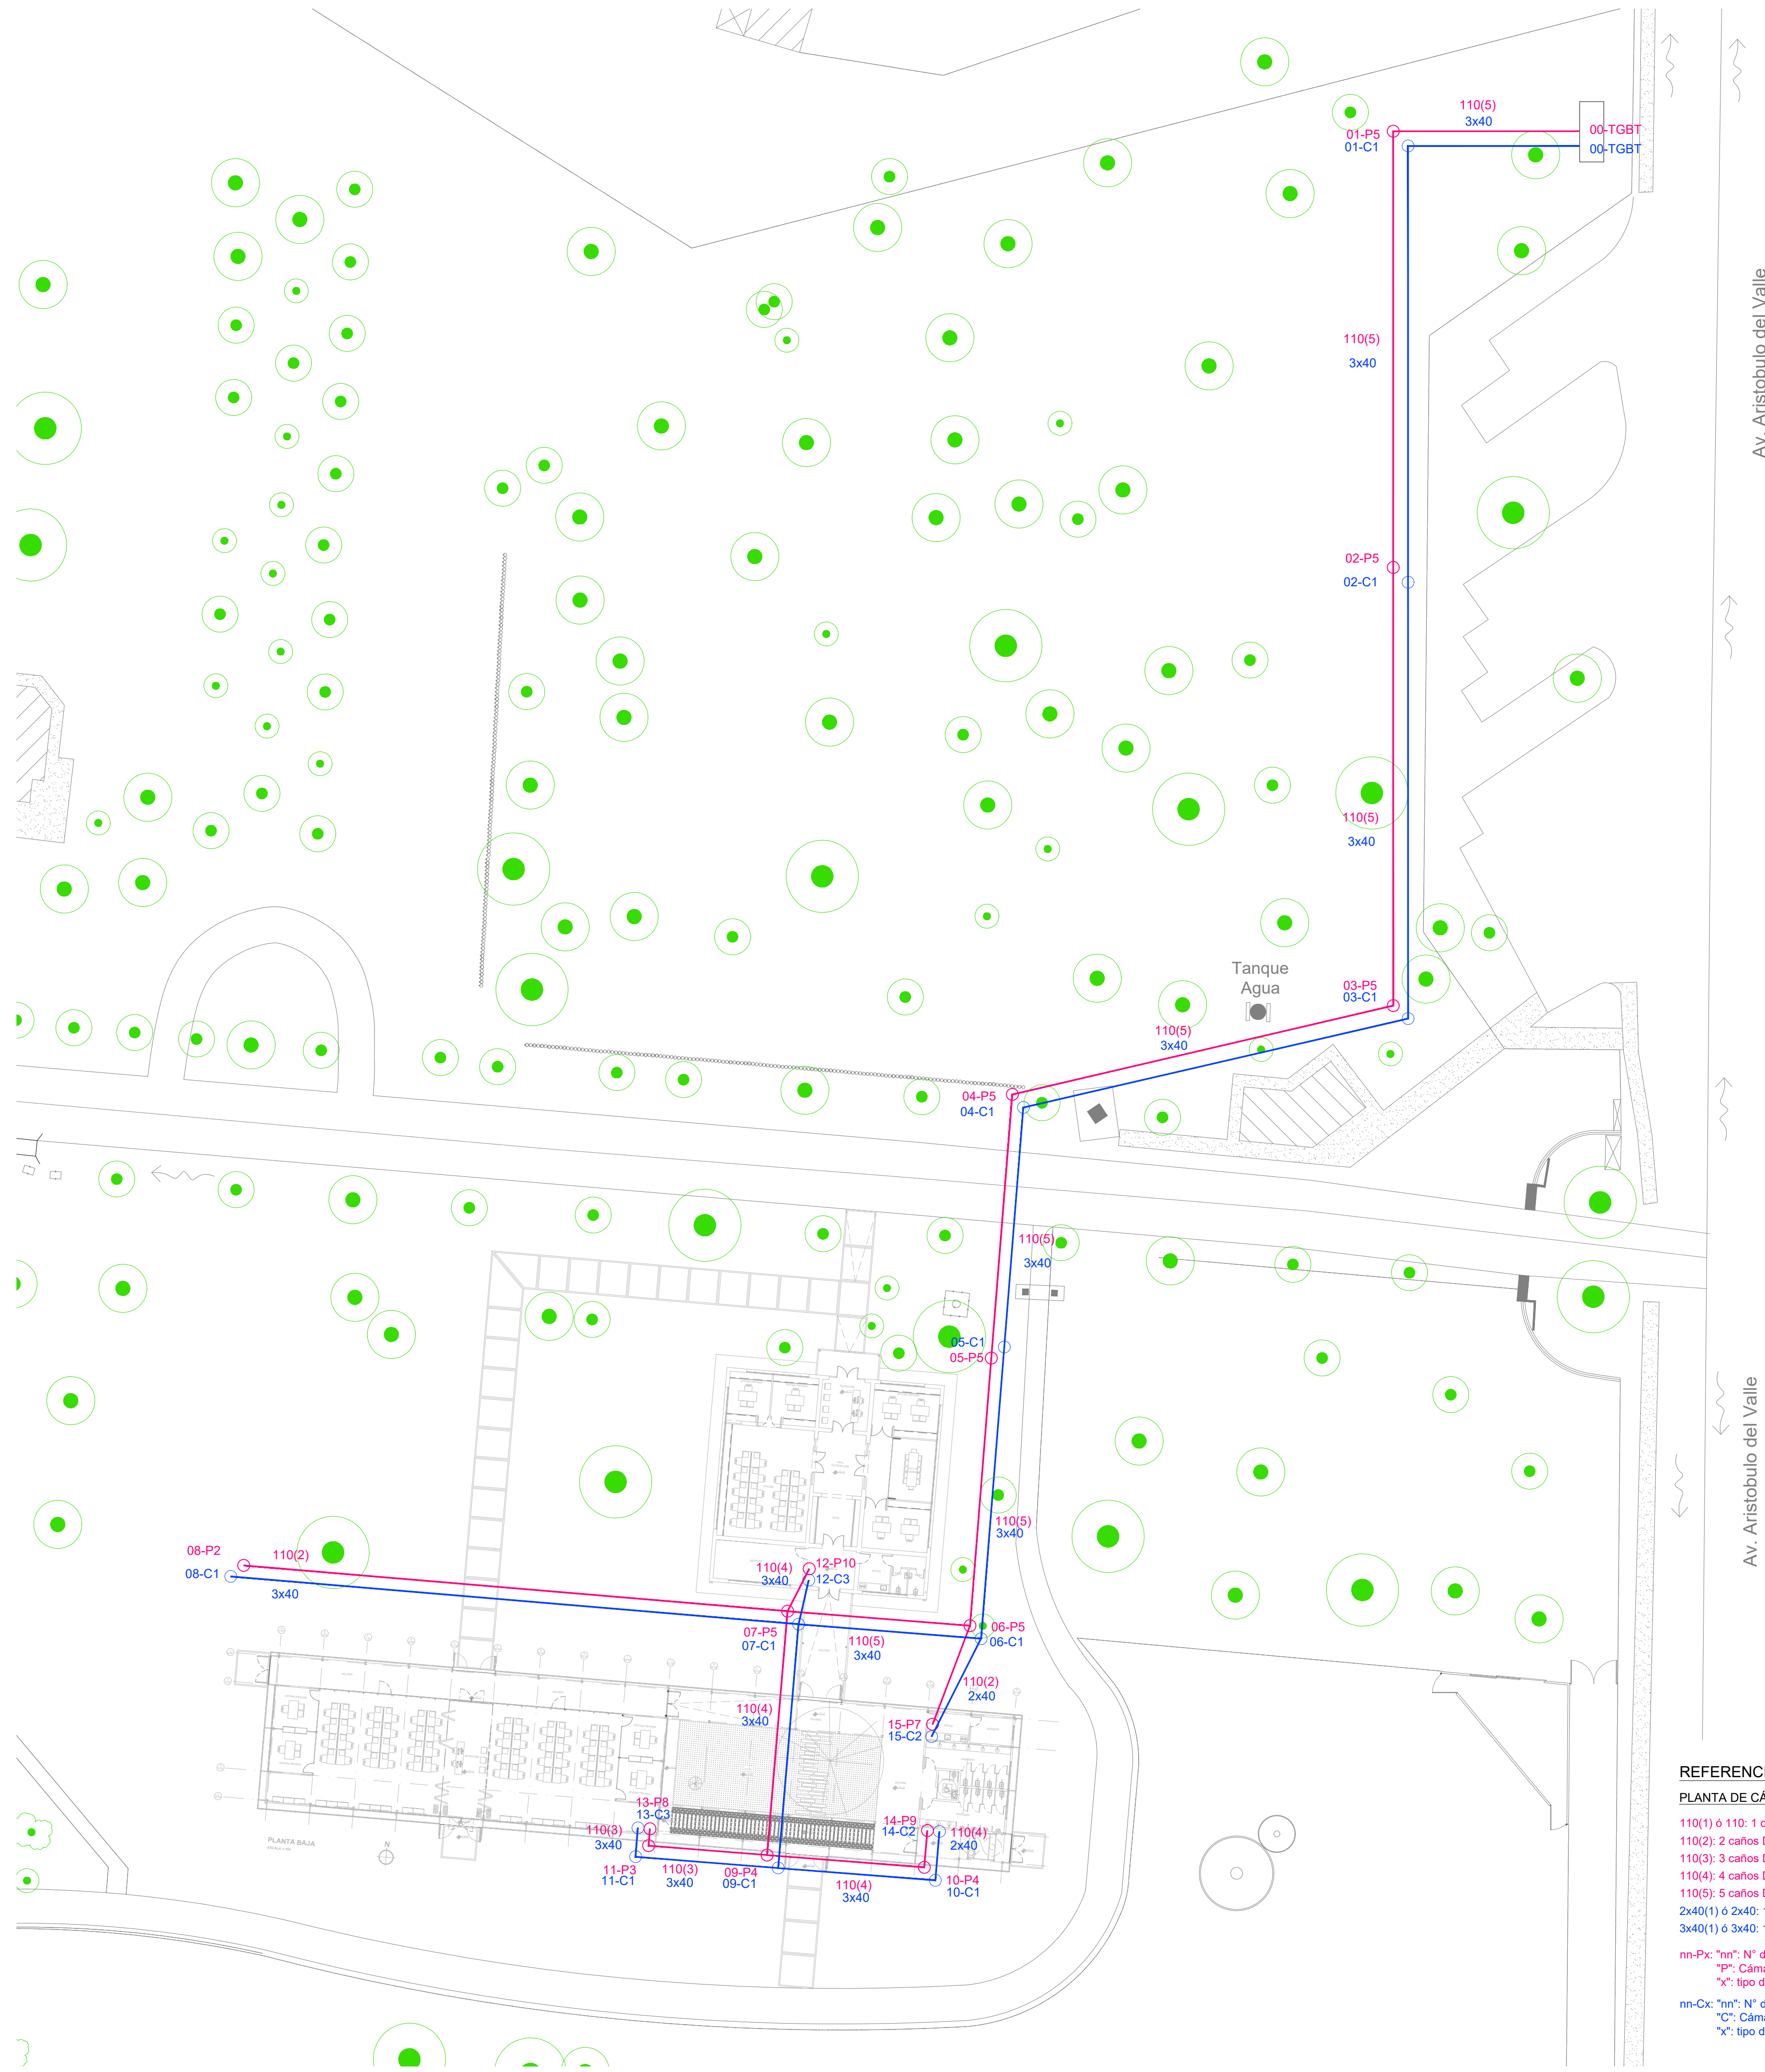 110(5)
3x40
00-TGBT
00-TGBT
01-P5
01-C1
Av. Aristobulo del Valle
110(5)
3x40
02-P5
02-C1
110(5)
3x40
Tanque
Agua
03-P5
03-C1
110(5)
3x40
04-P5
04-C1
110(5)
3x40
05-C1
05-P5
Av. Aristobulo del Valle
110(5)
3x40
08-P2
08-C1
110(2)
3x40
110(4)
3x40
12-P10
12-C3
07-P5
07-C1
110(5)
3x40
06-P5
06-C1
110(2)
2x40
110(4)
3x40
15-P7
15-C2
13-P8
13-C3
110(3)
3x40
14-P9
14-C2
110(4)
2x40
PLANTA BAJA
N
11-P3
11-C1
110(3)
3x40
09-P4
09-C1
110(4)
3x40
10-P4
10-C1
REFERENCI
PLANTA DE CÁ
110(1) ó 110: 1 c
110(2): 2 caños D
110(3): 3 caños D
110(4): 4 caños D
110(5): 5 caños D
2x40(1) ó 2x40: 1
3x40(1) ó 3x40: 1
nn-Px: "nn": N° d
"P": Cáma
"x": tipo d
nn-Cx: "nn": N° d
"C": Cáma
"x": tipo d